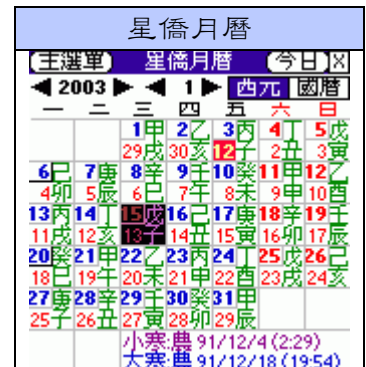 星僑月曆
主選單 星僑月曆 今日 X
◀ 2003 ▶ ◀ 1 ▶ 西元 國曆
一 二 三 四 五 六 日
1甲 2乙 3丙 4丁 5戊
29戌 30亥 12子 2丑 3寅
6己 7庚 8辛 9壬 10癸 11甲 12乙
4卯 5辰 6巳 7午 8未 9申 10酉
13丙 14丁 15戊 16己 17庚 18辛 19壬
11戌 12亥 13子 14丑 15寅 16卯 17辰
20癸 21甲 22乙 23丙 24丁 25戊 26己
18巳 19午 20未 21申 22酉 23戌 24亥
27庚 28辛 29壬 30癸 31甲
25子 26丑 27寅 28卯 29辰
小寒:農 91/12/4 (2:29)
大寒:農 91/12/18 (19:54)